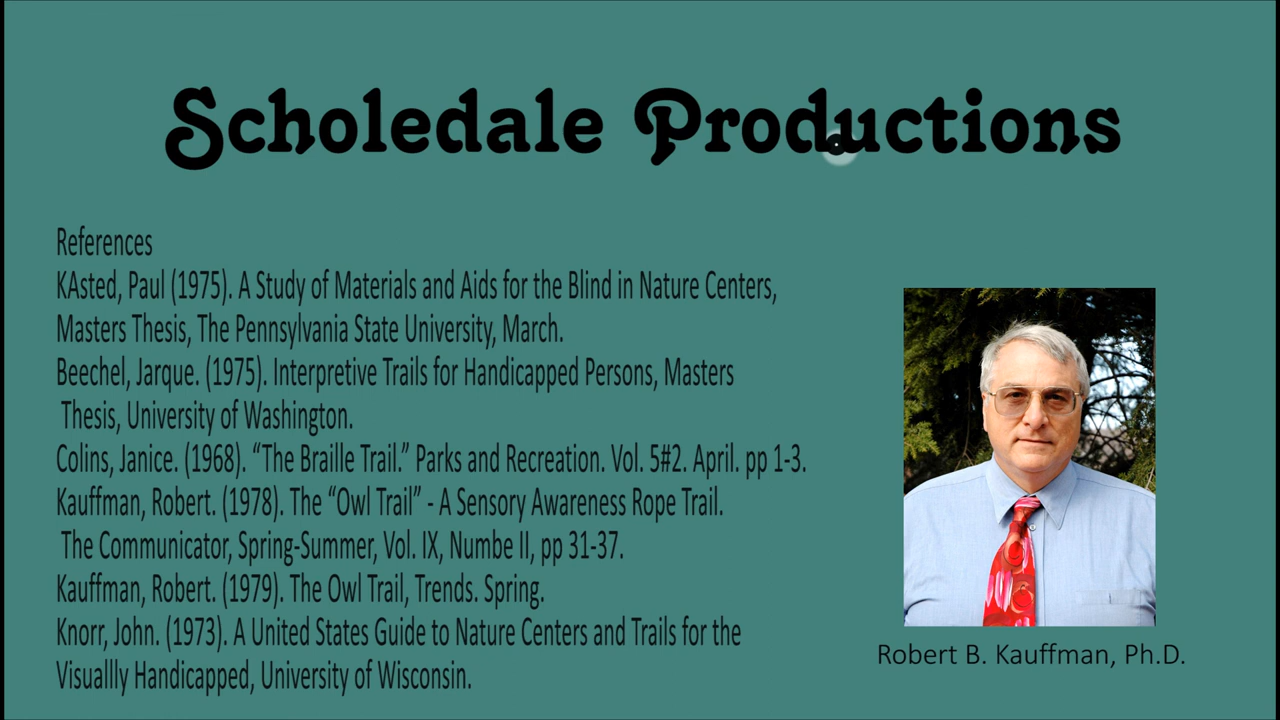 Scholedale Productions
References
KAsted, Paul (1975). A Study of Materials and Aids for the Blind in Nature Centers,
Masters Thesis, The Pennsylvania State University, March.
Beechel, Jarque. (1975). Interpretive Trails for Handicapped Persons, Masters
Thesis, University of Washington.
Colins, Janice. (1968). “The Braille Trail.” Parks and Recreation. Vol. 5#2. April. pp 1-3.
Kauffman, Robert. (1978). The “Owl Trail” - A Sensory Awareness Rope Trail.
The Communicator, Spring-Summer, Vol. IX, Numbe II, pp 31-37.
Kauffman, Robert. (1979). The Owl Trail, Trends. Spring.
Knorr, John. (1973). A United States Guide to Nature Centers and Trails for the
Visuallly Handicapped, University of Wisconsin.
Robert B. Kauffman, Ph.D.